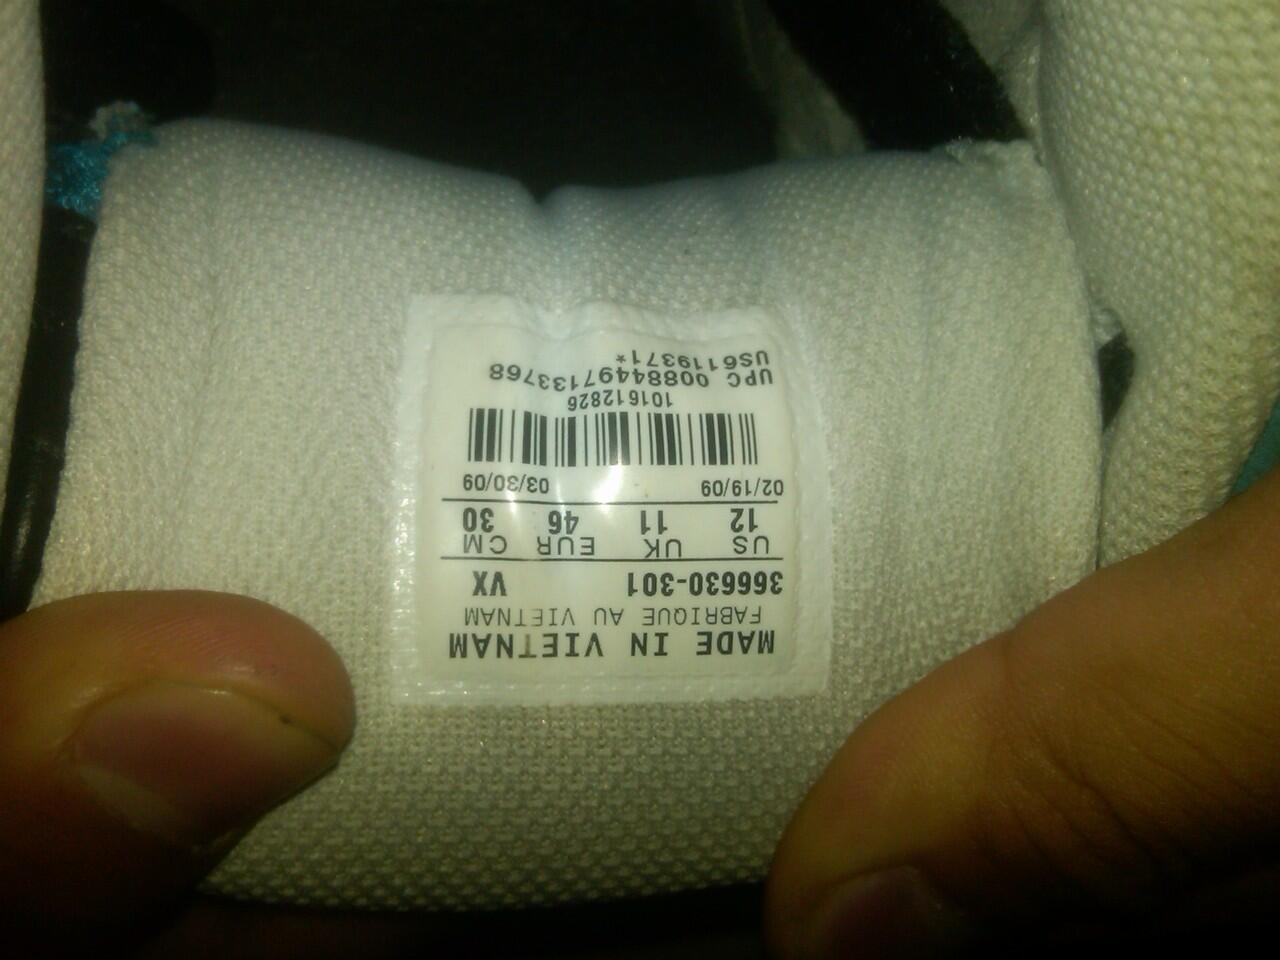 MADE IN VIETNAM
FABRIQUE AU VIETNAM
366630-301 VX
US UK EUR CM
12 11 46 30
02/19/09 03/30/09
101612826
UPC 00884497133768
US6119371*